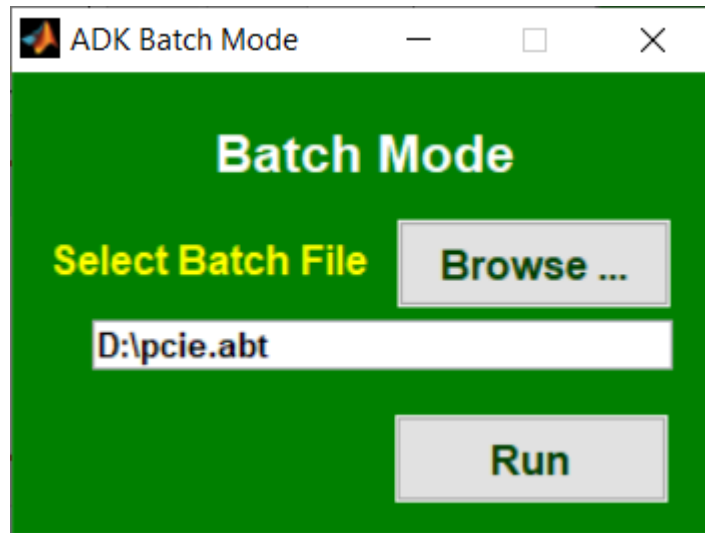 ADK Batch Mode
Batch Mode
Select Batch File
Browse ...
D:\pcie.abt
Run